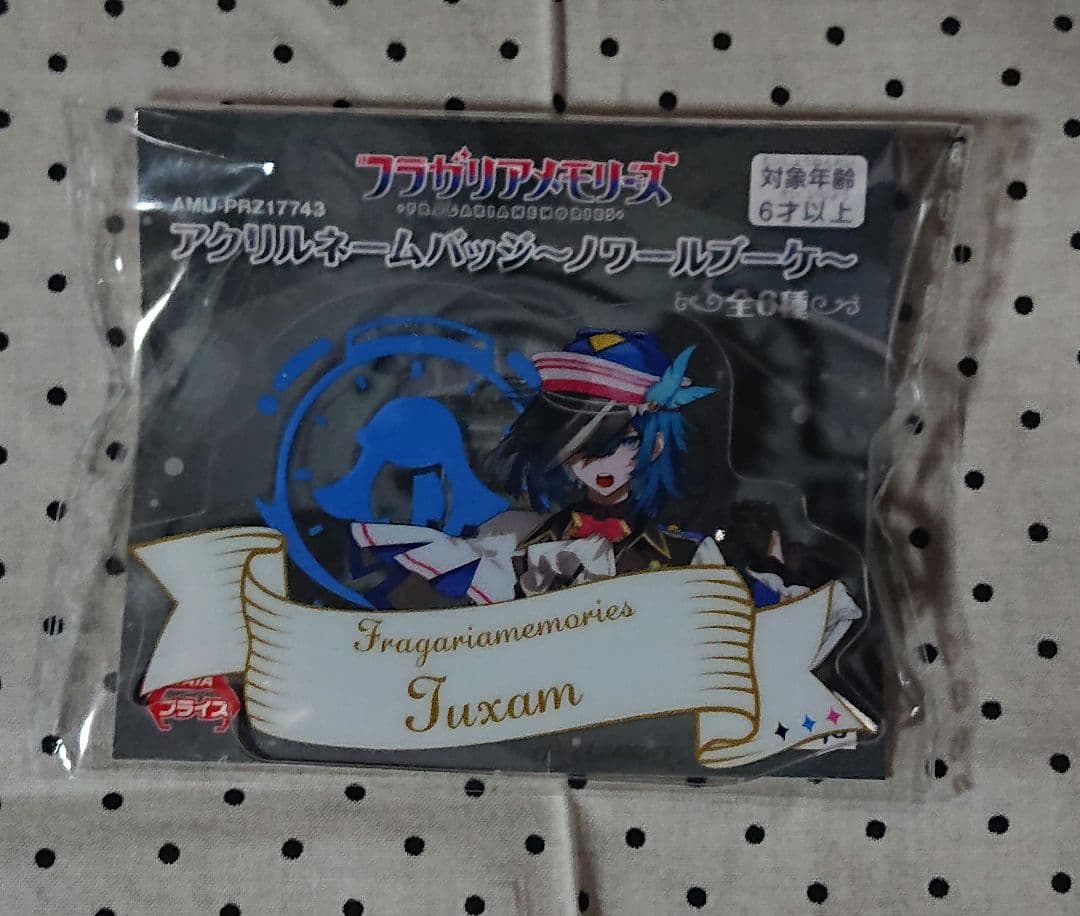 フラガリアメモリーズ
・FRAGARIAMEMORIES・
対象年齢
6才以上
AMU-PRZ17743
アクリルネームバッジ〜ノワールブーケ〜
全6種
Fragariamemories
Tuxam
プライス